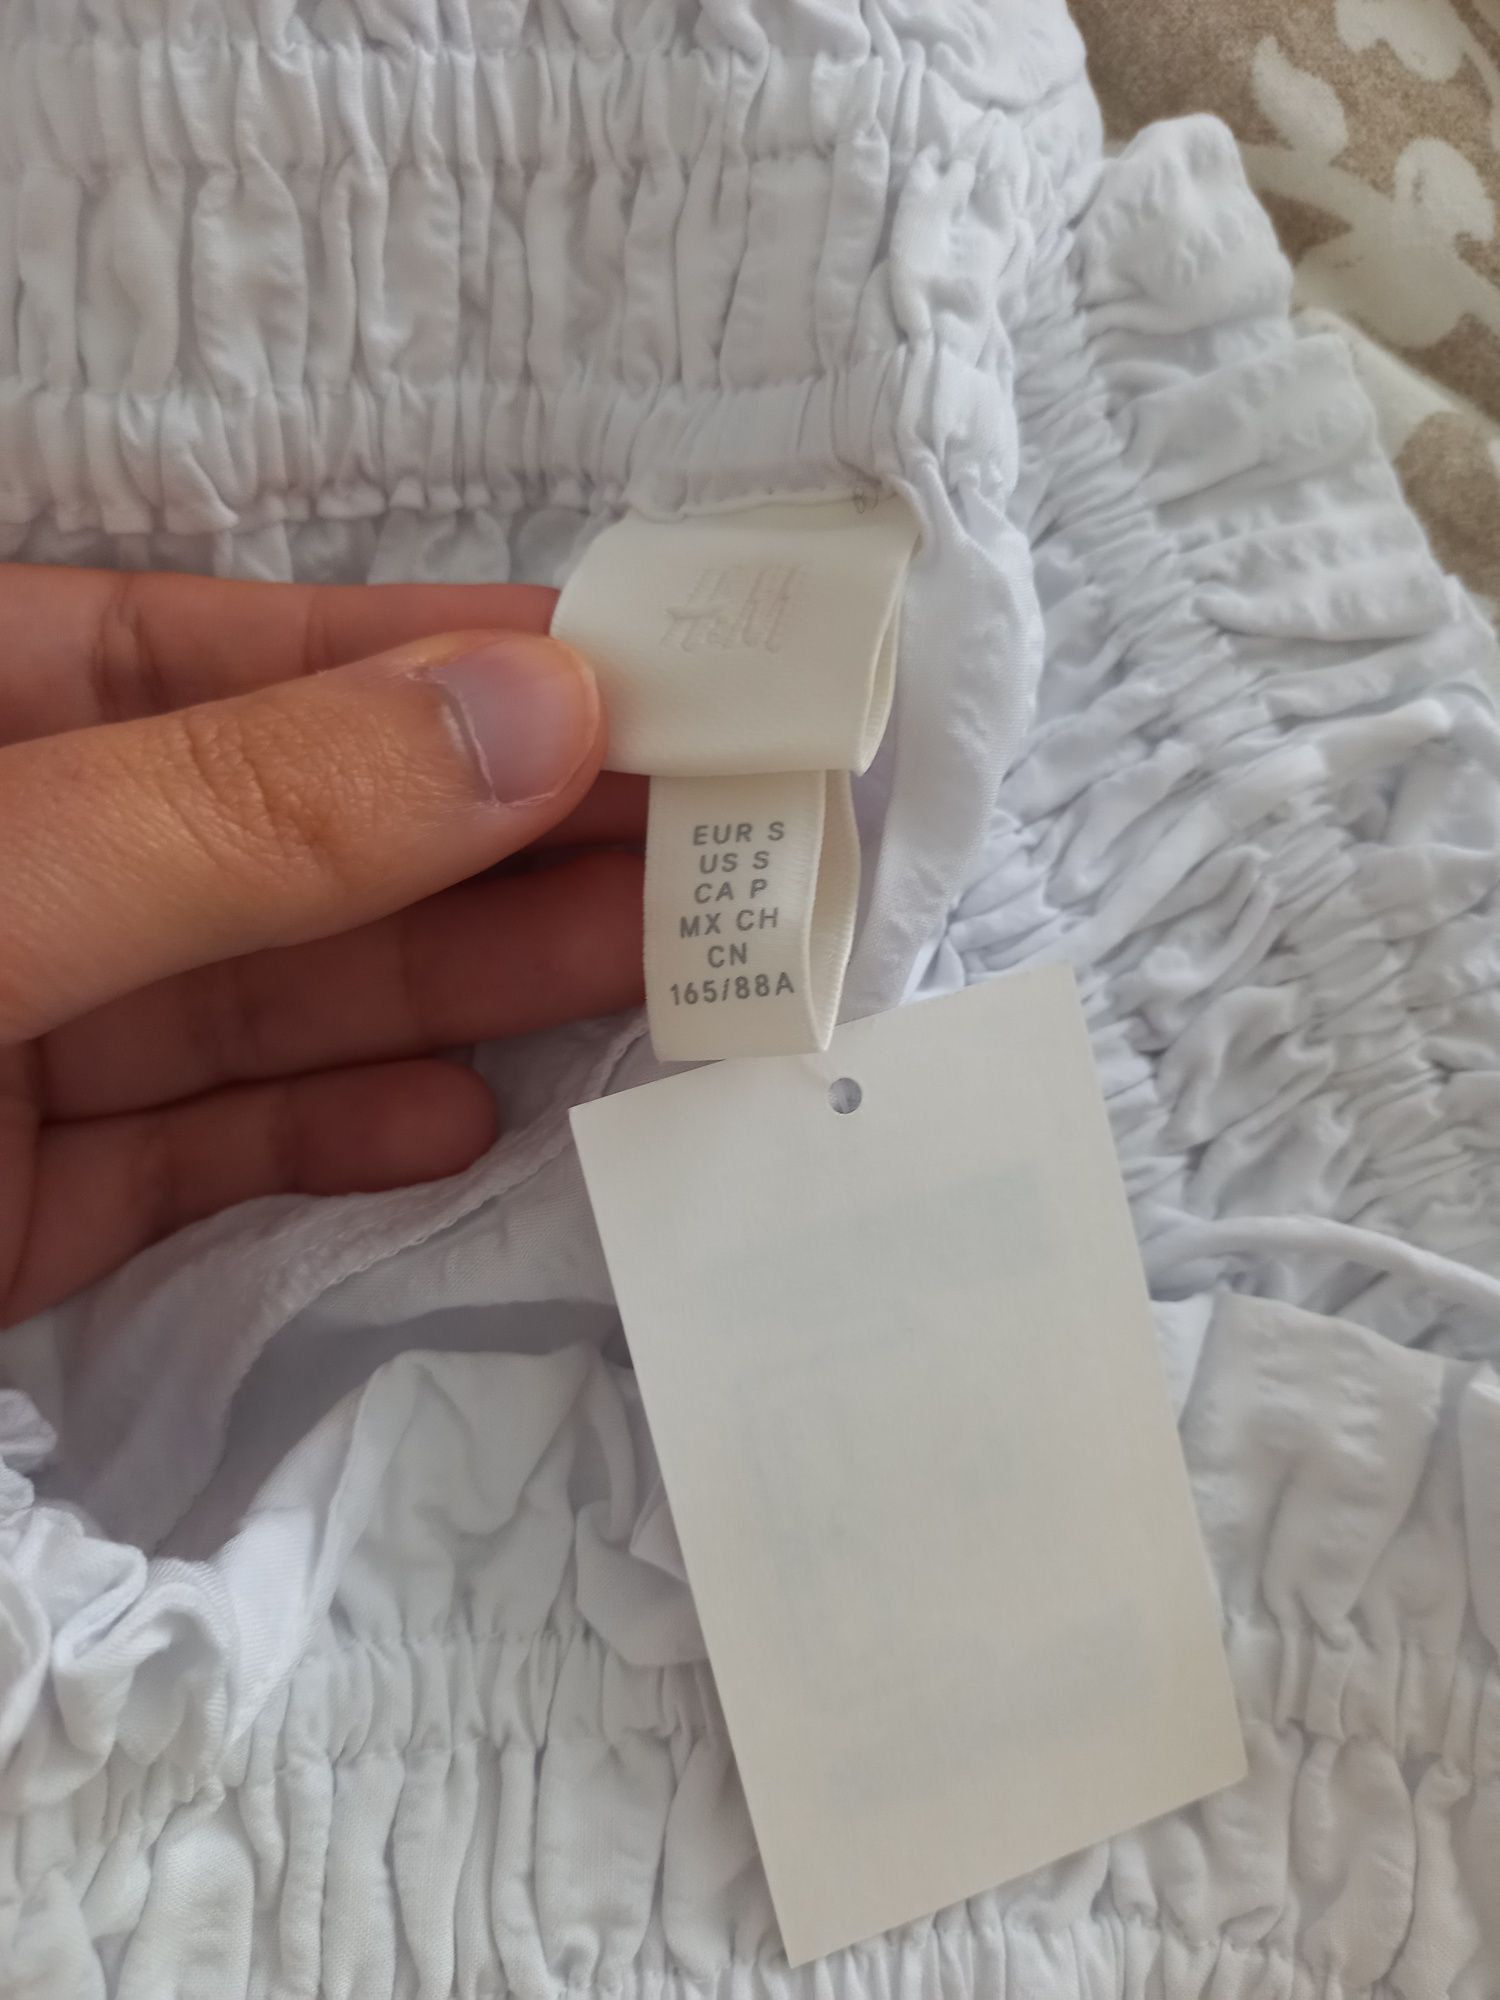 H&M
EUR S
US S
CA P
MX CH
CN
165/88A